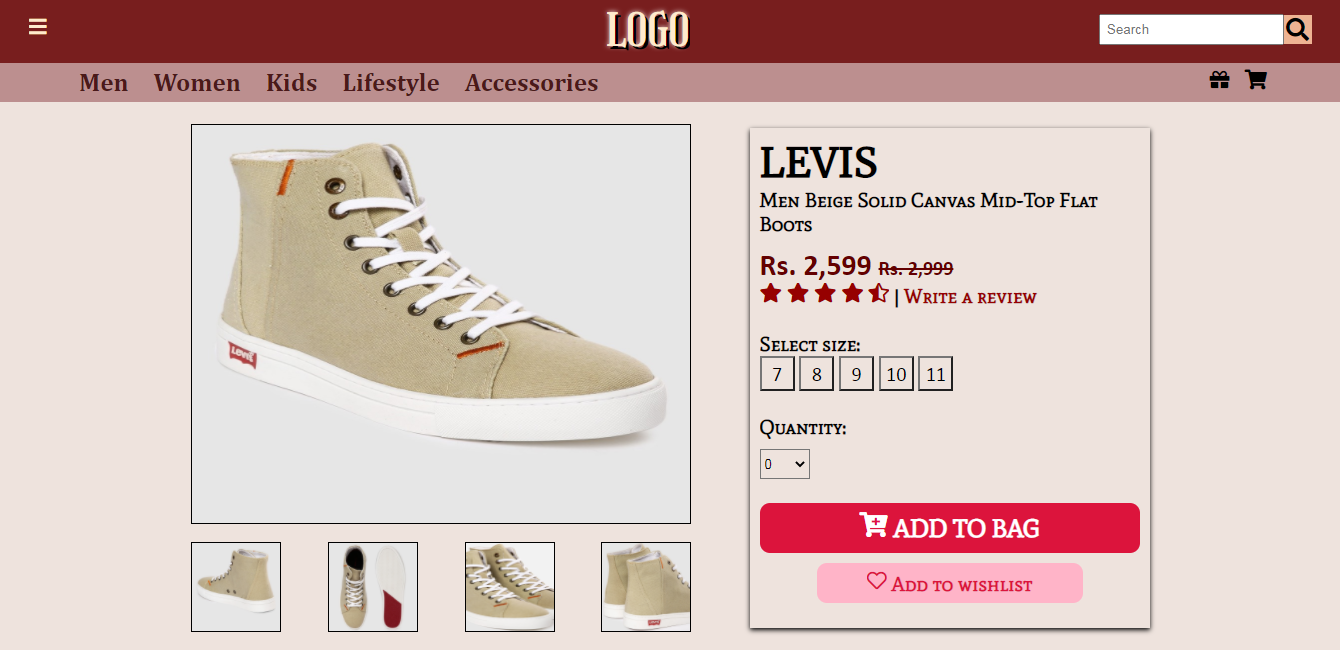 LOGO
Search
Men Women Kids Lifestyle Accessories
LEVIS
Men Beige Solid Canvas Mid-Top Flat
Boots
Rs. 2,599 Rs. 2,999
| Write a review
Select size:
7 8 9 10 11
Quantity:
0
ADD TO BAG
Add to wishlist
Levi's